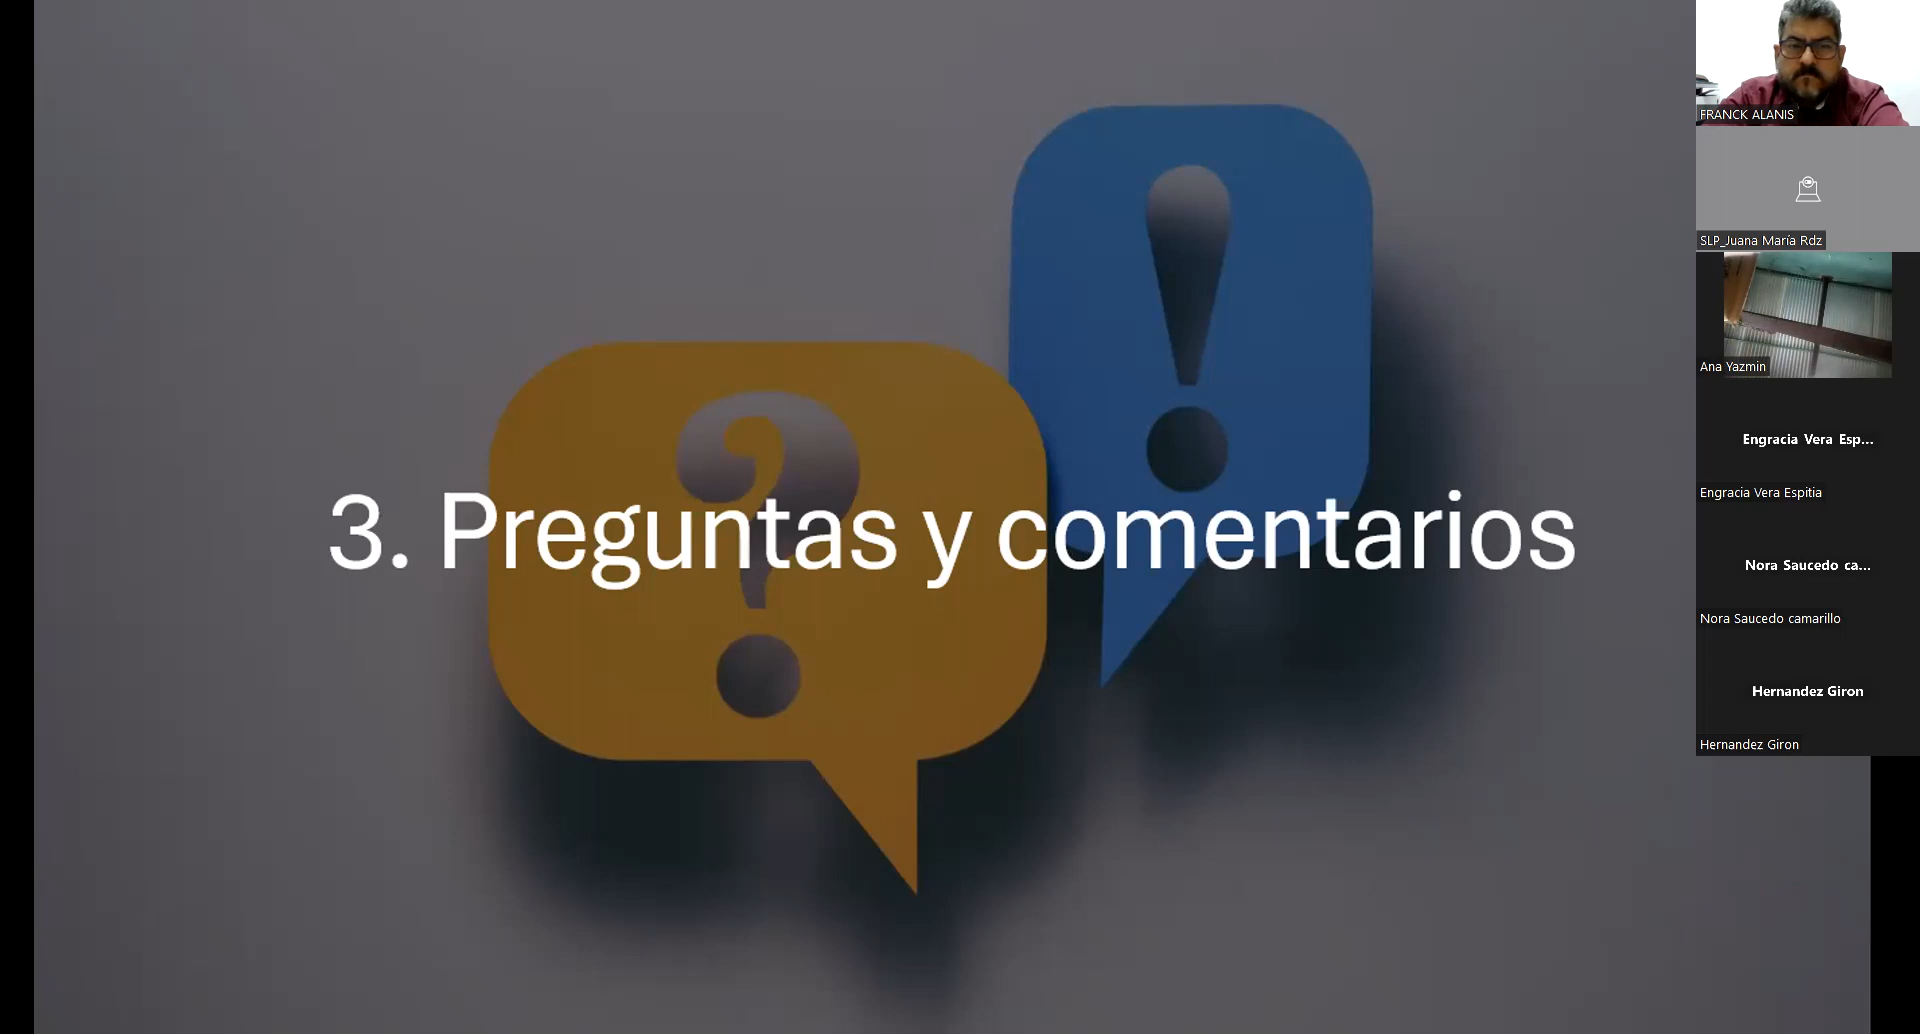 3. Preguntas y comentarios
FRANCK ALANIS
SLP_Juana María Rdz
Ana Yazmin
Engracia Vera Esp...
Engracia Vera Espitia
Nora Saucedo ca...
Nora Saucedo camarillo
Hernandez Giron
Hernandez Giron